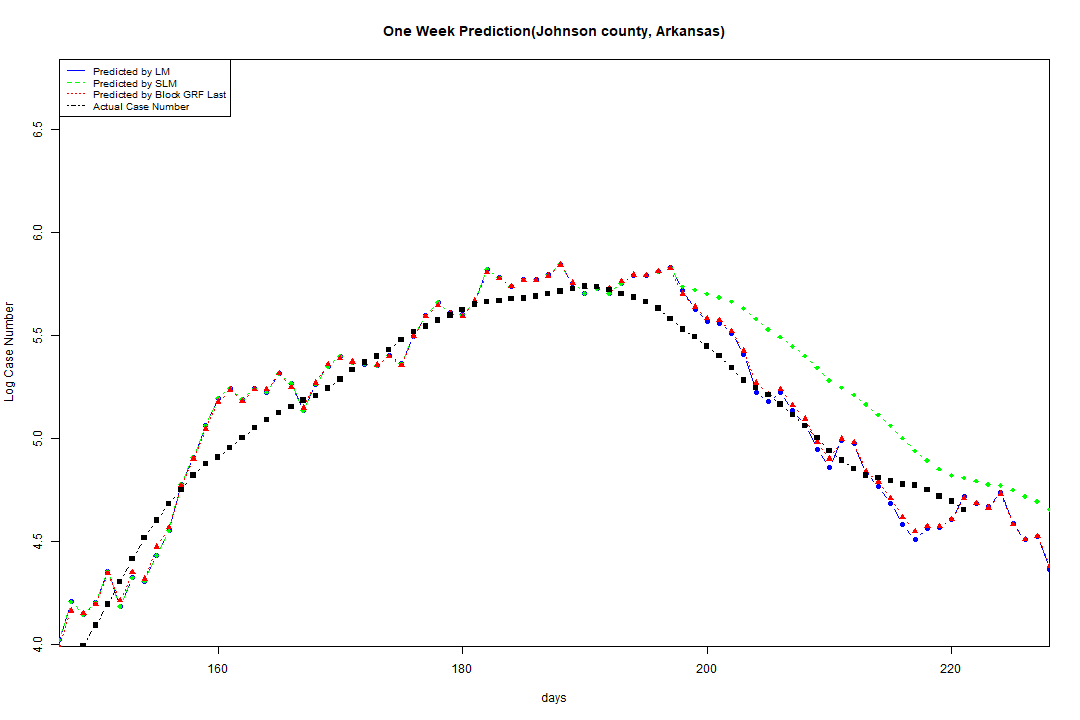 One Week Prediction(Johnson county, Arkansas)
Predicted by LM
Predicted by SLM
Predicted by Block GRF Last
Actual Case Number
6.5
6.0
5.5
5.0
4.5
4.0
Log Case Number
160
180
200
220
days